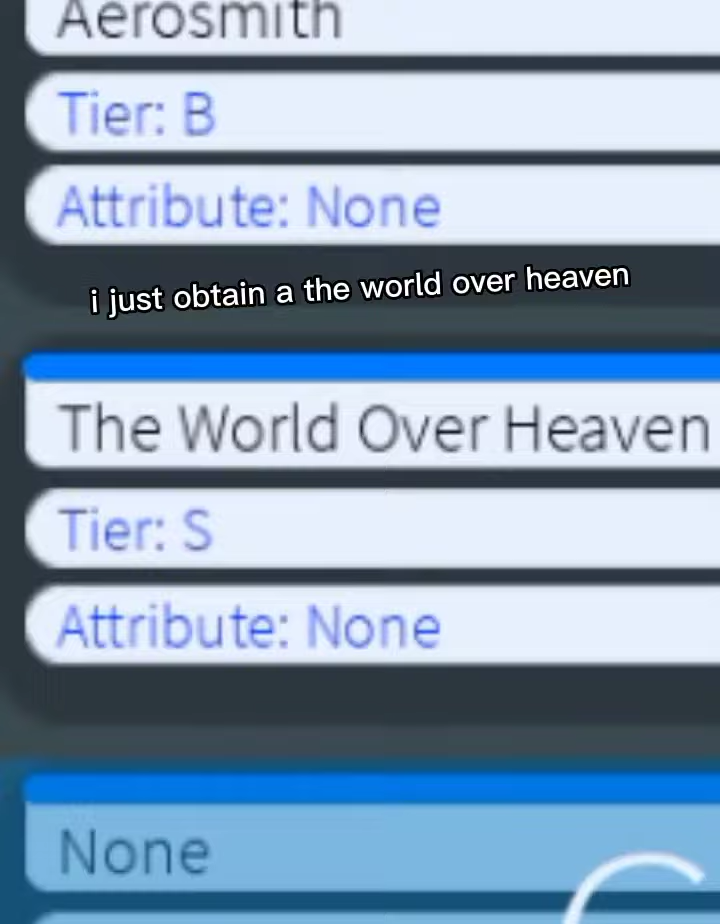 Aerosmith
Tier: B
Attribute: None
i just obtain a the world over heaven
The World Over Heaven
Tier: S
Attribute: None
None